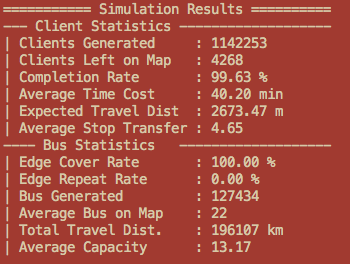 =========== Simulation Results ==========
--- Client Statistics -------------------
| Clients Generated     : 1142253
| Clients Left on Map   : 4268
| Completion Rate       : 99.63 %
| Average Time Cost     : 40.20 min
| Expected Travel Dist  : 2673.47 m
| Average Stop Transfer : 4.65
---- Bus Statistics   -------------------
| Edge Cover Rate       : 100.00 %
| Edge Repeat Rate      : 0.00 %
| Bus Generated         : 127434
| Average Bus on Map    : 22
| Total Travel Dist.    : 196107 km
| Average Capacity      : 13.17